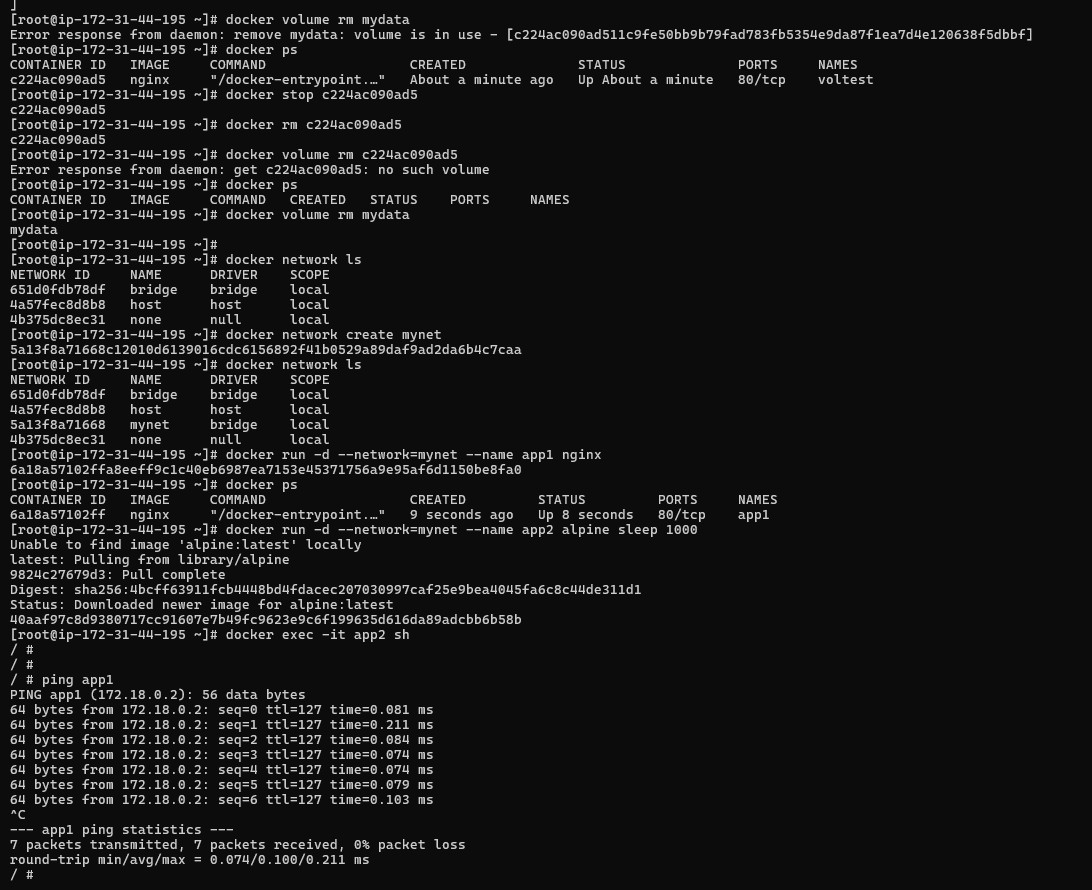 ]
[root@ip-172-31-44-195 ~]# docker volume rm mydata
Error response from daemon: remove mydata: volume is in use - [c224ac090ad511c9fe50bb9b79fad783fb5354e9da87f1ea7d4e120638f5dbbf]
[root@ip-172-31-44-195 ~]# docker ps
CONTAINER ID   IMAGE     COMMAND                  CREATED              STATUS              PORTS     NAMES
c224ac090ad5   nginx     "/docker-entrypoint.…"   About a minute ago   Up About a minute   80/tcp    voltest
[root@ip-172-31-44-195 ~]# docker stop c224ac090ad5
c224ac090ad5
[root@ip-172-31-44-195 ~]# docker rm c224ac090ad5
c224ac090ad5
[root@ip-172-31-44-195 ~]# docker volume rm c224ac090ad5
Error response from daemon: get c224ac090ad5: no such volume
[root@ip-172-31-44-195 ~]# docker ps
CONTAINER ID   IMAGE     COMMAND   CREATED   STATUS    PORTS     NAMES
[root@ip-172-31-44-195 ~]# docker volume rm mydata
mydata
[root@ip-172-31-44-195 ~]#
[root@ip-172-31-44-195 ~]# docker network ls
NETWORK ID     NAME      DRIVER    SCOPE
651d0fdb78df   bridge    bridge    local
4a57fec8d8b8   host      host      local
4b375dc8ec31   none      null      local
[root@ip-172-31-44-195 ~]# docker network create mynet
5a13f8a71668c12010d6139016cdc6156892f41b0529a89daf9ad2da6b4c7caa
[root@ip-172-31-44-195 ~]# docker network ls
NETWORK ID     NAME      DRIVER    SCOPE
651d0fdb78df   bridge    bridge    local
4a57fec8d8b8   host      host      local
5a13f8a71668   mynet     bridge    local
4b375dc8ec31   none      null      local
[root@ip-172-31-44-195 ~]# docker run -d --network=mynet --name app1 nginx
6a18a57102ffa8eeff9c1c40eb6987ea7153e45371756a9e95af6d1150be8fa0
[root@ip-172-31-44-195 ~]# docker ps
CONTAINER ID   IMAGE     COMMAND                  CREATED         STATUS         PORTS     NAMES
6a18a57102ff   nginx     "/docker-entrypoint.…"   9 seconds ago   Up 8 seconds   80/tcp    app1
[root@ip-172-31-44-195 ~]# docker run -d --network=mynet --name app2 alpine sleep 1000
Unable to find image 'alpine:latest' locally
latest: Pulling from library/alpine
9824c27679d3: Pull complete
Digest: sha256:4bcff63911fcb4448bd4fdacec207030997caf25e9bea4045fa6c8c44de311d1
Status: Downloaded newer image for alpine:latest
40aaf97c8d9380717cc91607e7b49fc9623e9c6f199635d616da89adcbb6b58b
[root@ip-172-31-44-195 ~]# docker exec -it app2 sh
/ #
/ #
/ # ping app1
PING app1 (172.18.0.2): 56 data bytes
64 bytes from 172.18.0.2: seq=0 ttl=127 time=0.081 ms
64 bytes from 172.18.0.2: seq=1 ttl=127 time=0.211 ms
64 bytes from 172.18.0.2: seq=2 ttl=127 time=0.084 ms
64 bytes from 172.18.0.2: seq=3 ttl=127 time=0.074 ms
64 bytes from 172.18.0.2: seq=4 ttl=127 time=0.074 ms
64 bytes from 172.18.0.2: seq=5 ttl=127 time=0.079 ms
64 bytes from 172.18.0.2: seq=6 ttl=127 time=0.103 ms
^C
--- app1 ping statistics ---
7 packets transmitted, 7 packets received, 0% packet loss
round-trip min/avg/max = 0.074/0.100/0.211 ms
/ #